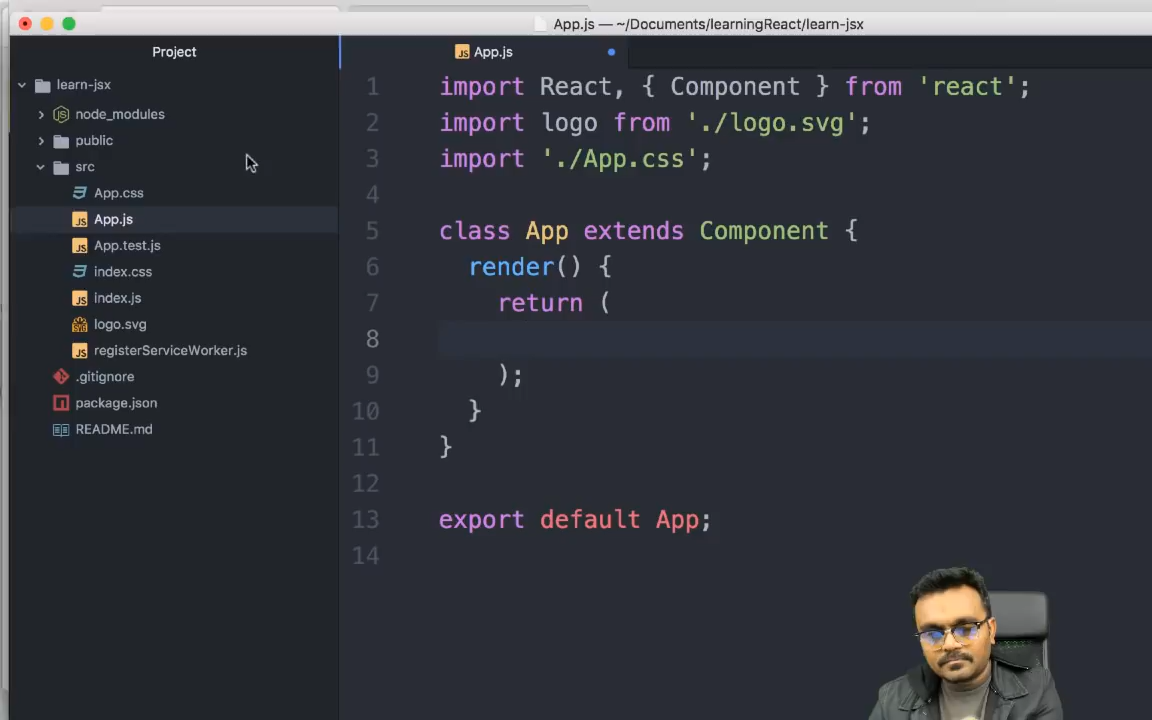 App.js — ~/Documents/learningReact/learn-jsx
Project
learn-jsx
node_modules
public
src
App.css
App.js
App.test.js
index.css
index.js
logo.svg
registerServiceWorker.js
.gitignore
package.json
README.md
App.js
1 import React, { Component } from 'react';
2 import logo from './logo.svg';
3 import './App.css';
4
5 class App extends Component {
6 render() {
7 return (
8
9 );
10 }
11 }
12
13 export default App;
14